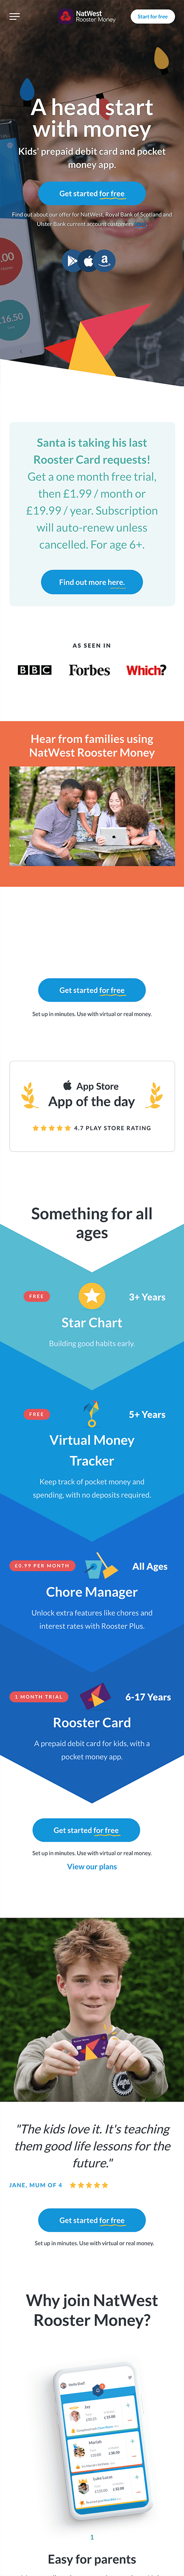 NatWest
Rooster Money
Start for free
A head start
with money
Kids' prepaid debit card and pocket
money app.
Get started for free
Find out about our offer for NatWest, Royal Bank of Scotland and
Ulster Bank current account customers
.00
16.50
Santa is taking his last
Rooster Card requests!
Get a one month free trial,
then £1.99 / month or
£19.99 / year. Subscription
will auto-renew unless
cancelled. For age 6+.
Find out more here.
AS SEEN IN
BBC
Forbes
Which?
Hear from families using
NatWest Rooster Money
Get started for free
Set up in minutes. Use with virtual or real money.
App Store
App of the day
4.7 PLAY STORE RATING
Something for all
ages
FREE
3+ Years
Star Chart
Building good habits early.
FREE
5+ Years
Virtual Money
Tracker
Keep track of pocket money and
spending, with no deposits required.
£0.99 PER MONTH
All Ages
Chore Manager
Unlock extra features like chores and
interest rates with Rooster Plus.
1 MONTH TRIAL
6-17 Years
Rooster Card
A prepaid debit card for kids, with a
pocket money app.
Get started for free
Set up in minutes. Use with virtual or real money.
View our plans
"The kids love it. It's teaching
them good life lessons for the
future."
JANE, MUM OF 4
Get started for free
Set up in minutes. Use with virtual or real money.
Why join NatWest
Rooster Money?
1
Easy for parents